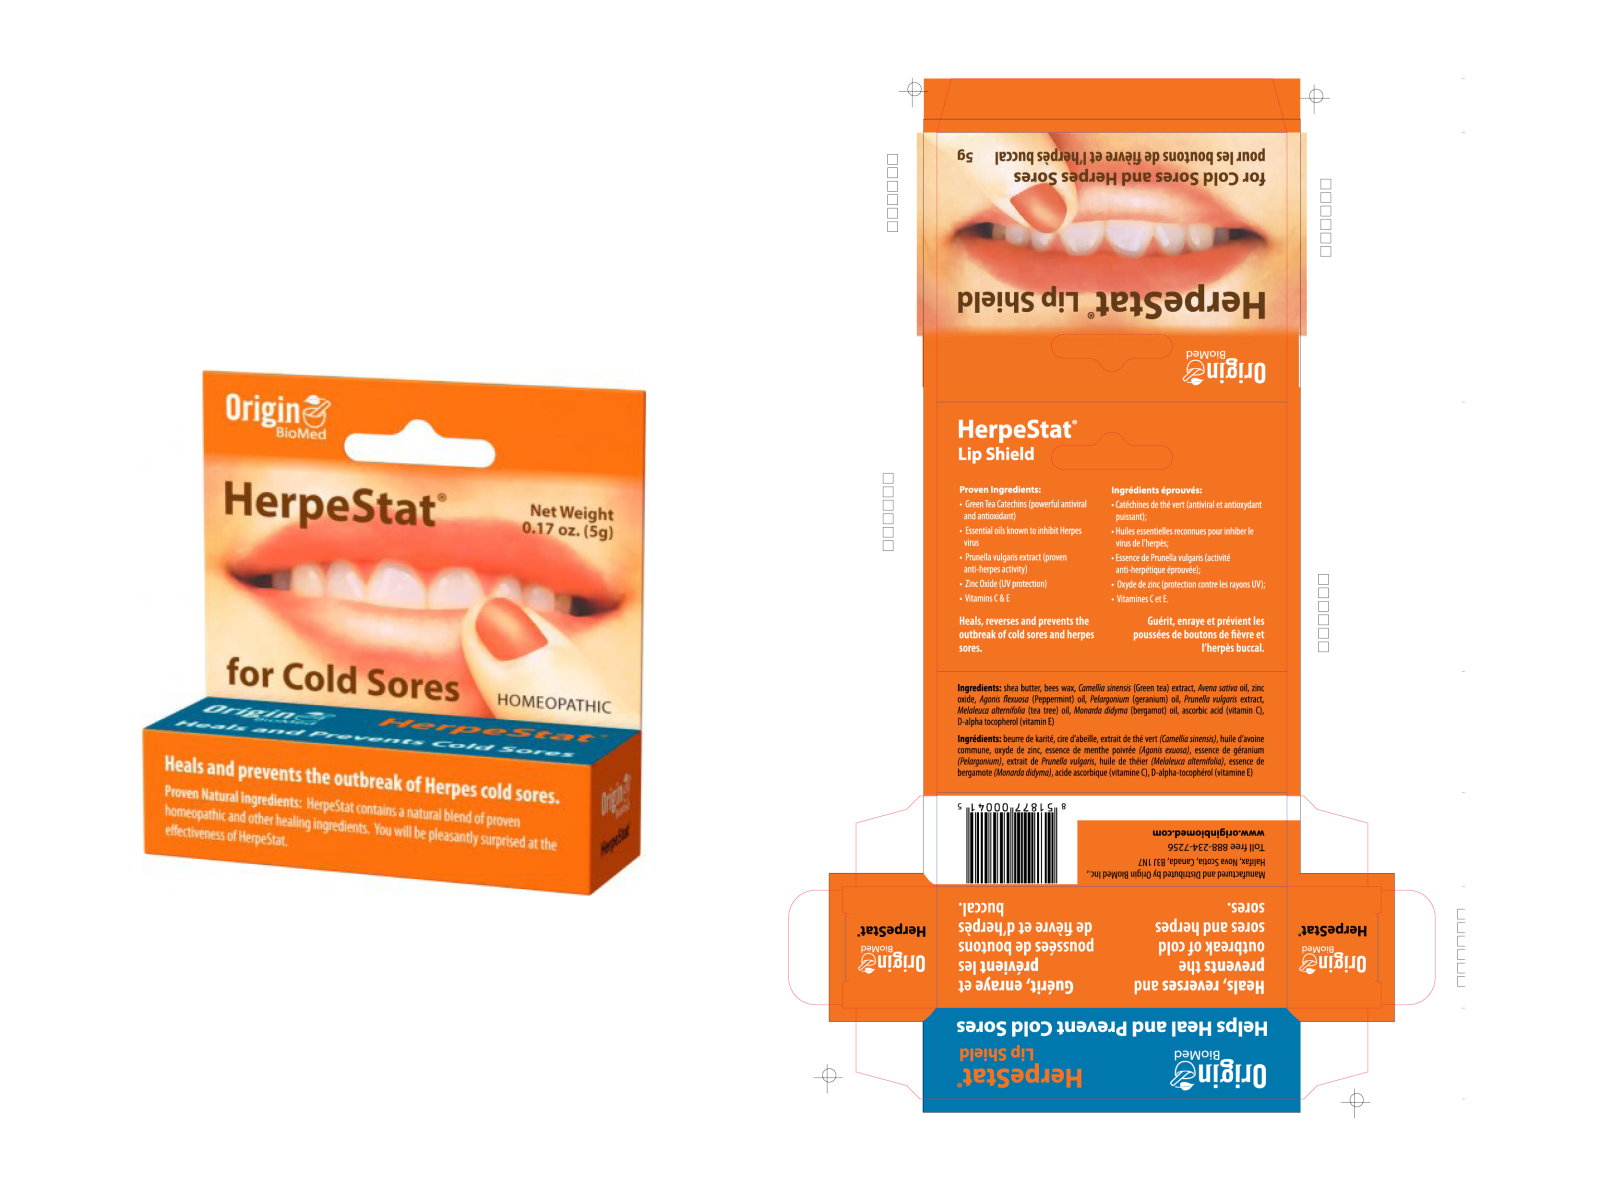 Origin
BioMed
HerpeStat®
Net Weight
0.17 oz. (5g)
for Cold Sores
HOMEOPATHIC
Origin
BioMed
HerpeStat®
Heals and Prevents Cold Sores
Heals and prevents the outbreak of Herpes cold sores.
Proven Natural Ingredients: HerpeStat contains a natural blend of proven
homeopathic and other healing ingredients. You will be pleasantly surprised at the
effectiveness of HerpeStat.
Origin
BioMed
HerpeStat®
Origin
BioMed
HerpeStat® Lip Shield
for Cold Sores and Herpes Sores
pour les boutons de fièvre et l'herpès buccal 5g
HerpeStat®
Lip Shield
Proven Ingredients:
• Green Tea Catechins (powerful antiviral
and antioxidant)
• Essential oils known to inhibit Herpes
virus
• Prunella vulgaris extract (proven
anti-herpes activity)
• Zinc Oxide (UV protection)
• Vitamins C & E
Heals, reverses and prevents the
outbreak of cold sores and herpes
sores.
Ingrédients éprouvés:
• Catéchines de thé vert (antiviral et antioxydant
puissant);
• Huiles essentielles reconnues pour inhiber le
virus de l'herpès;
• Essence de Prunella vulgaris (activité
anti-herpétique éprouvée);
• Oxyde de zinc (protection contre les rayons UV);
• Vitamines C et E.
Guérit, enraye et prévient les
poussées de boutons de fièvre et
l'herpès buccal.
Ingredients: shea butter, bees wax, Camellia sinensis (Green tea) extract, Avena sativa oil, zinc
oxide, Agonis flexuosa (Peppermint) oil, Pelargonium (geranium) oil, Prunella vulgaris extract,
Melaleuca alternifolia (tea tree) oil, Monarda didyma (bergamot) oil, ascorbic acid (vitamin C),
D-alpha tocopherol (vitamin E)
Ingrédients: beurre de karité, cire d'abeille, extrait de thé vert (Camellia sinensis), huile d'avoine
commune, oxyde de zinc, essence de menthe poivrée (Agonis exuosa), essence de géranium
(Pelargonium), extrait de Prunella vulgaris, huile de théier (Melaleuca alternifolia), essence de
bergamote (Monarda didyma), acide ascorbique (vitamine C), D-alpha-tocophérol (vitamine E)
Manufactured and Distributed by Origin BioMed Inc.,
Halifax, Nova Scotia, Canada, B3J 1N7
Toll free 888-234-7256
www.originbiomed.com
8 51877 00041 5
Origin
BioMed
HerpeStat®
Heals, reverses and
prevents the
outbreak of cold
sores and herpes
sores.
Guérit, enraye et
prévient les
poussées de boutons
de fièvre et d'herpès
buccal.
Origin
BioMed
HerpeStat®
Origin
BioMed
HerpeStat®
Lip Shield
Helps Heal and Prevent Cold Sores